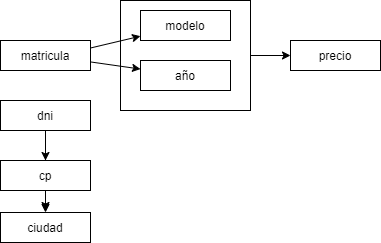 modelo
matricula
año
precio
dni
cp
ciudad